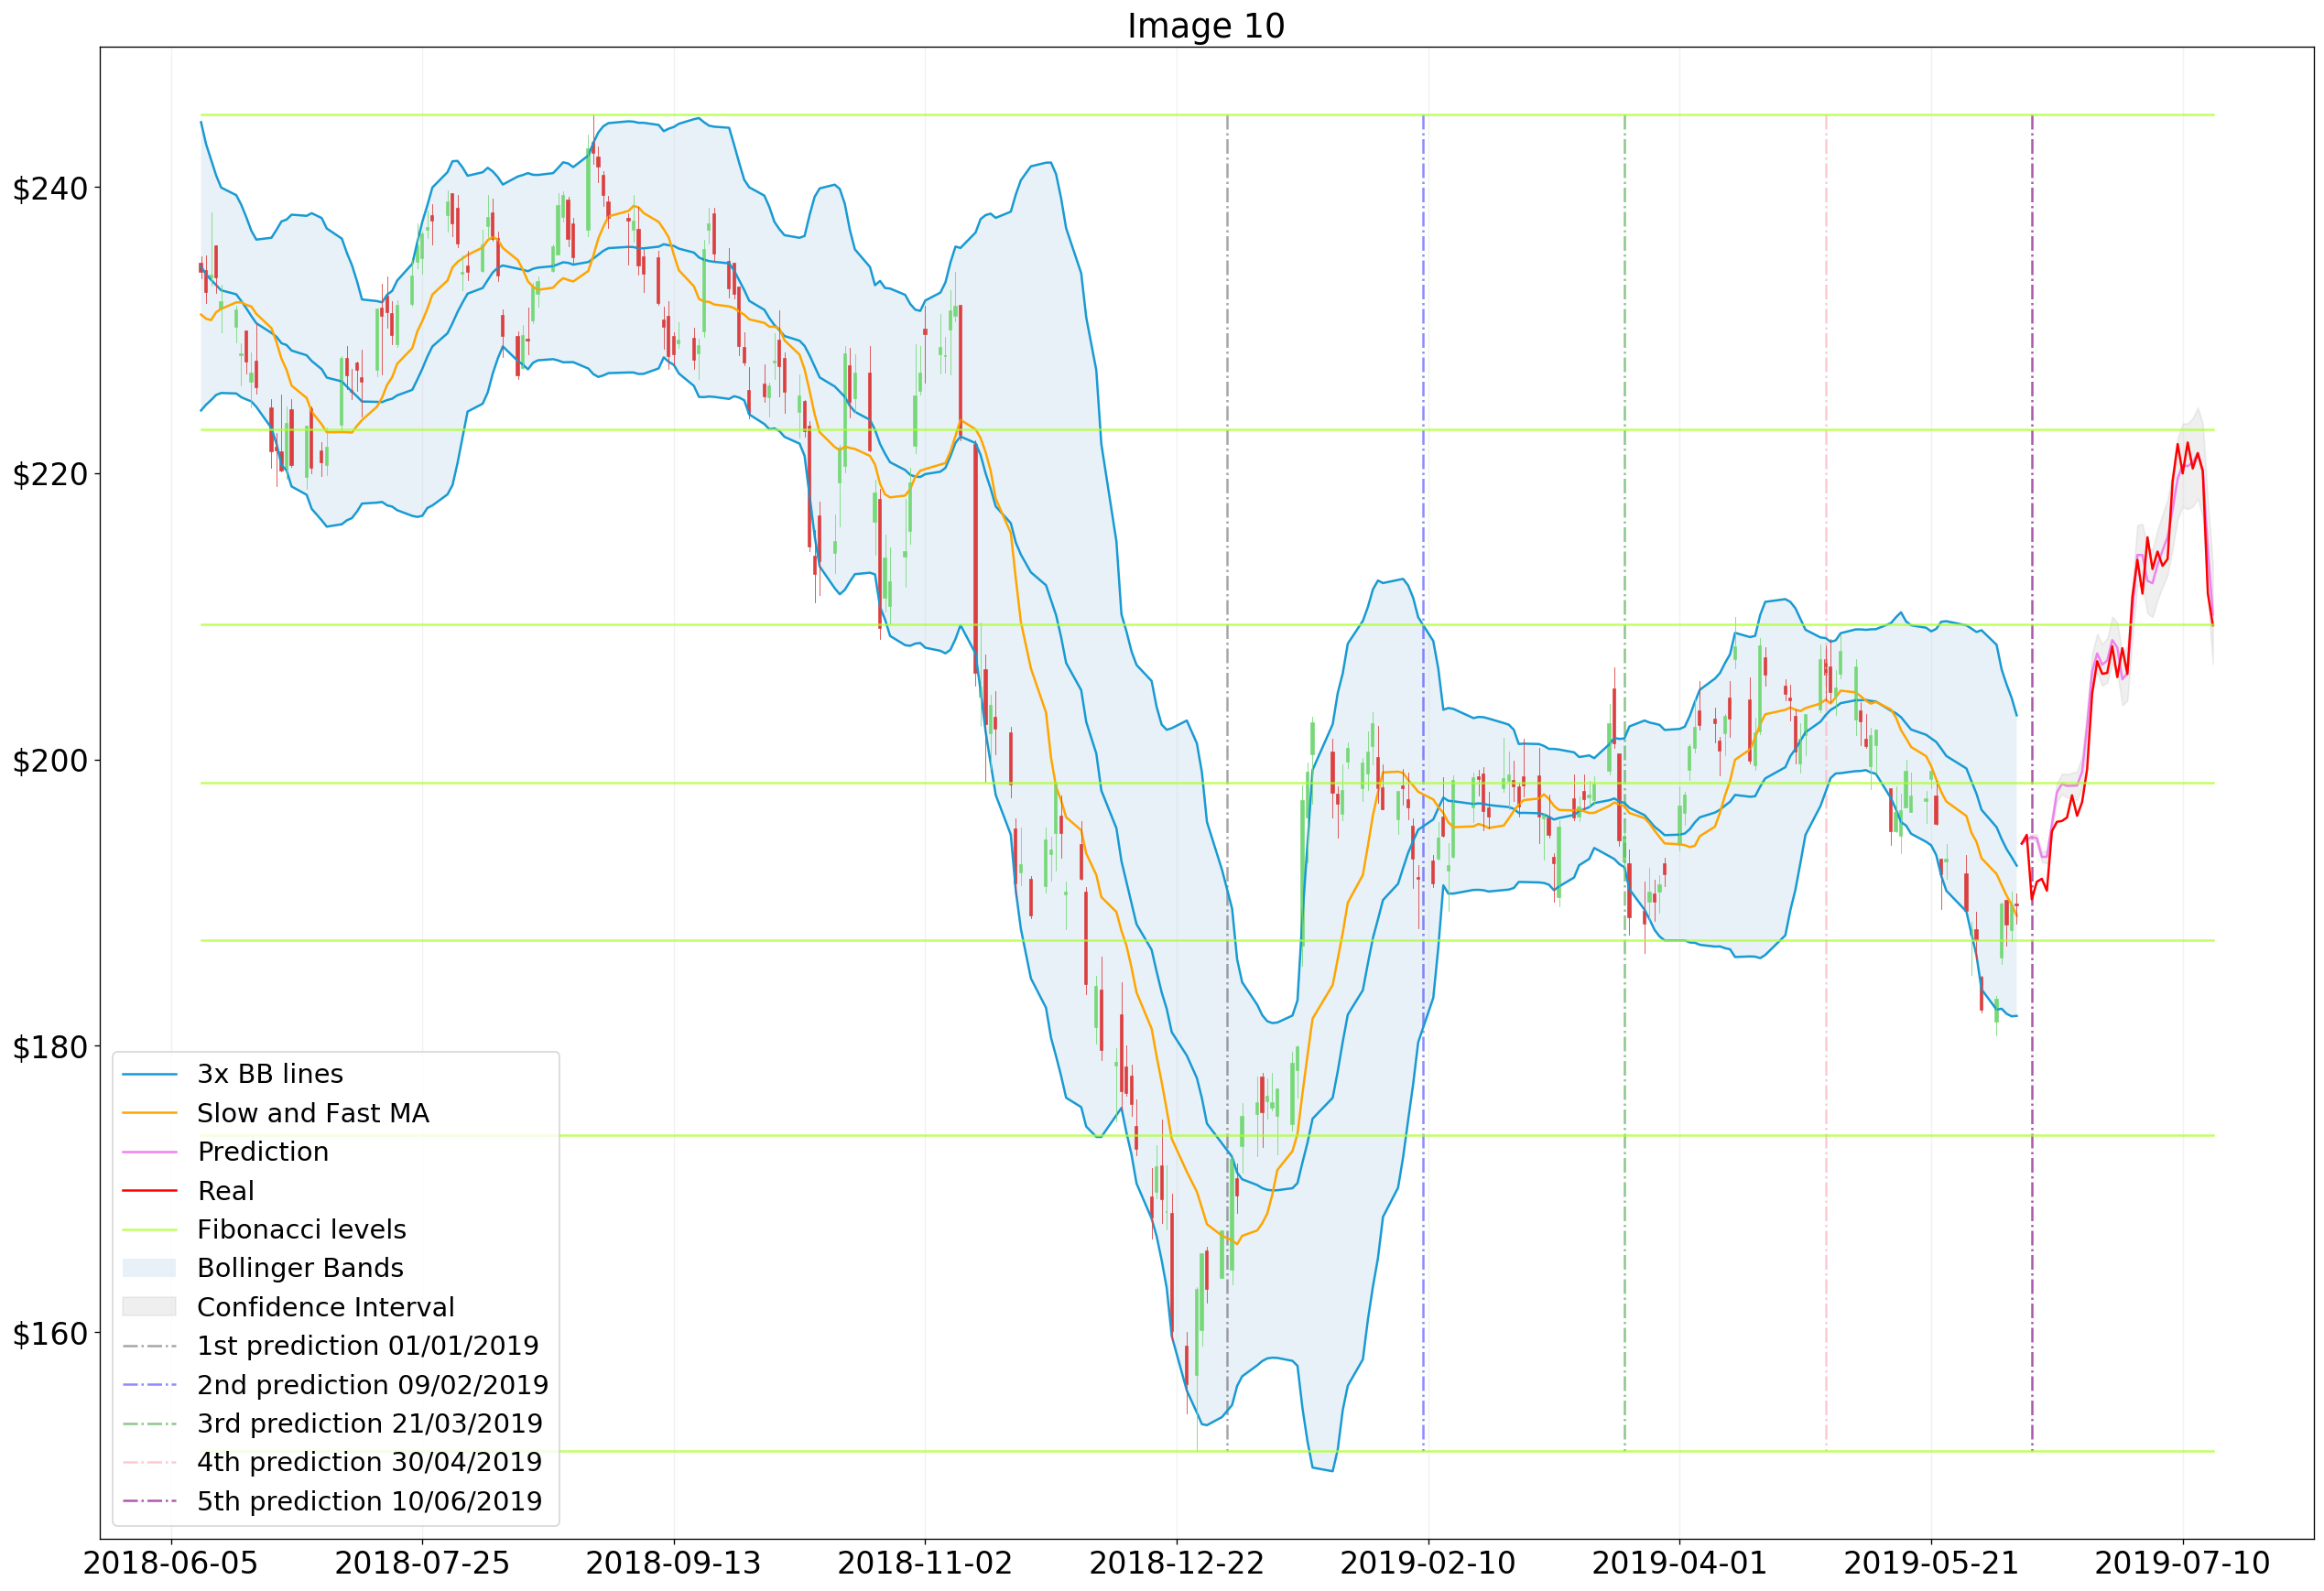 Image 10
$240
$220
$200
$180
$160
3x BB lines
Slow and Fast MA
Prediction
Real
Fibonacci levels
Bollinger Bands
Confidence Interval
1st prediction 01/01/2019
2nd prediction 09/02/2019
3rd prediction 21/03/2019
4th prediction 30/04/2019
5th prediction 10/06/2019
2018-06-05 2018-07-25 2018-09-13 2018-11-02 2018-12-22 2019-02-10 2019-04-01 2019-05-21 2019-07-10